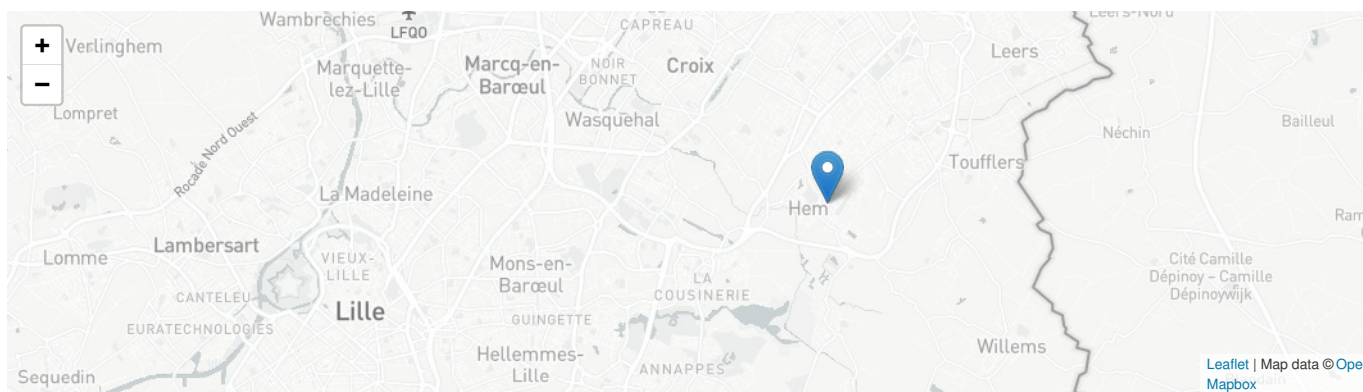 +
−
Wambrechies
LFQO
CAPREAU
Leers-Nord
Verlinghem
Leers
Marquette-
lez-Lille
Marcq-en-
Barœul
NOIR
BONNET
Croix
Lompret
Wasquehal
Néchin
Bailleul
Rocade Nord Ouest
Toufflers
La Madeleine
Hem
Ram
Lambersart
Lomme
VIEUX-
LILLE
Mons-en-
Barœul
LA
COUSINERIE
Cité Camille
Dépinoy – Camille
Dépinoywijk
CANTELEU
Lille
EURATECHNOLOGIES
GUINGETTE
Hellemmes-
Lille
Willems
ANNAPPES
Sequedin
Leaflet | Map data © Ope
Mapbox